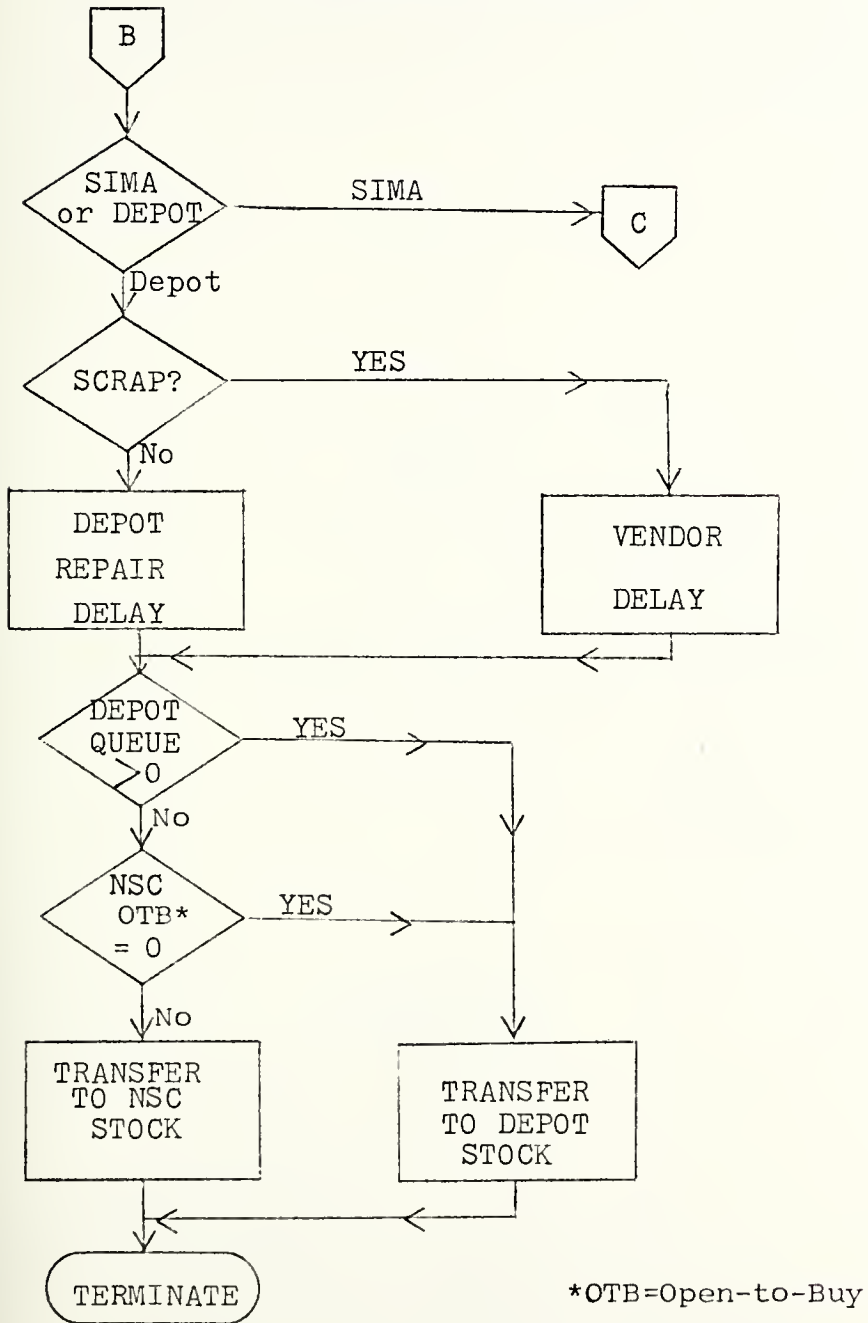 B
SIMA
or DEPOT
SIMA
C
Depot
SCRAP?
YES
No
DEPOT
REPAIR
DELAY
VENDOR
DELAY
DEPOT
QUEUE
>0
YES
No
NSC
OTB*
= 0
YES
No
TRANSFER
TO NSC
STOCK
TRANSFER
TO DEPOT
STOCK
TERMINATE
*OTB=Open-to-Buy